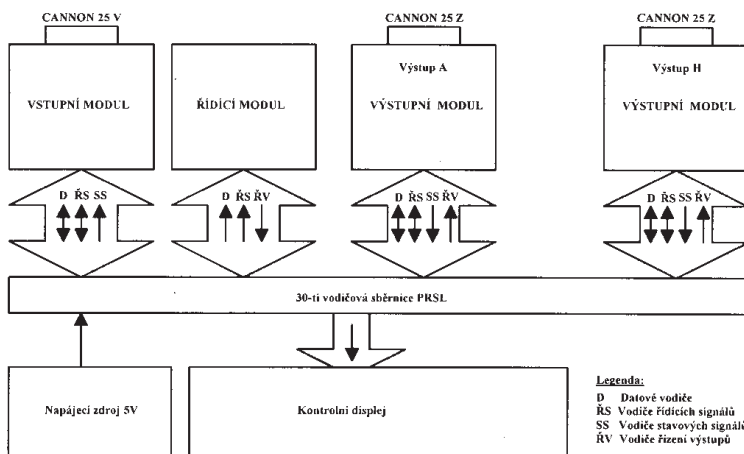 CANNON 25 V
CANNON 25 Z
CANNON 25 Z
VSTUPNÍ MODUL
ŘÍDÍCÍ MODUL
Výstup A
VÝSTUPNÍ MODUL
Výstup H
VÝSTUPNÍ MODUL
D ŘS SS
D ŘS ŘV
D ŘS SS ŘV
D ŘS SS ŘV
30-ti vodičová sběrnice PRSL
Napájecí zdroj 5V
Kontrolní displej
Legenda:
D Datové vodiče
ŘS Vodiče řídících signálů
SS Vodiče stavových signálů
ŘV Vodiče řízení výstupů